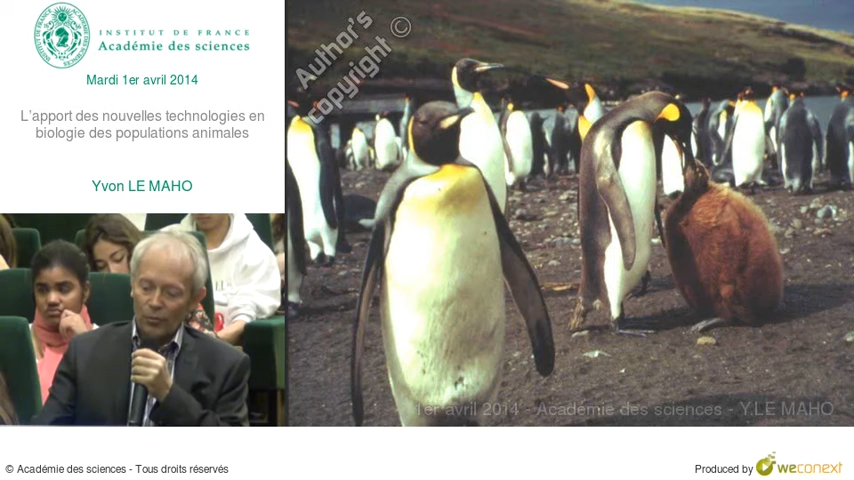 INSTITUT DE FRANCE
Académie des sciences
Mardi 1er avril 2014
L'apport des nouvelles technologies en
biologie des populations animales
Yvon LE MAHO
Author's
copyright ©
1er avril 2014 - Académie des sciences - Y.LE MAHO
© Académie des sciences - Tous droits réservés
Produced by weconext